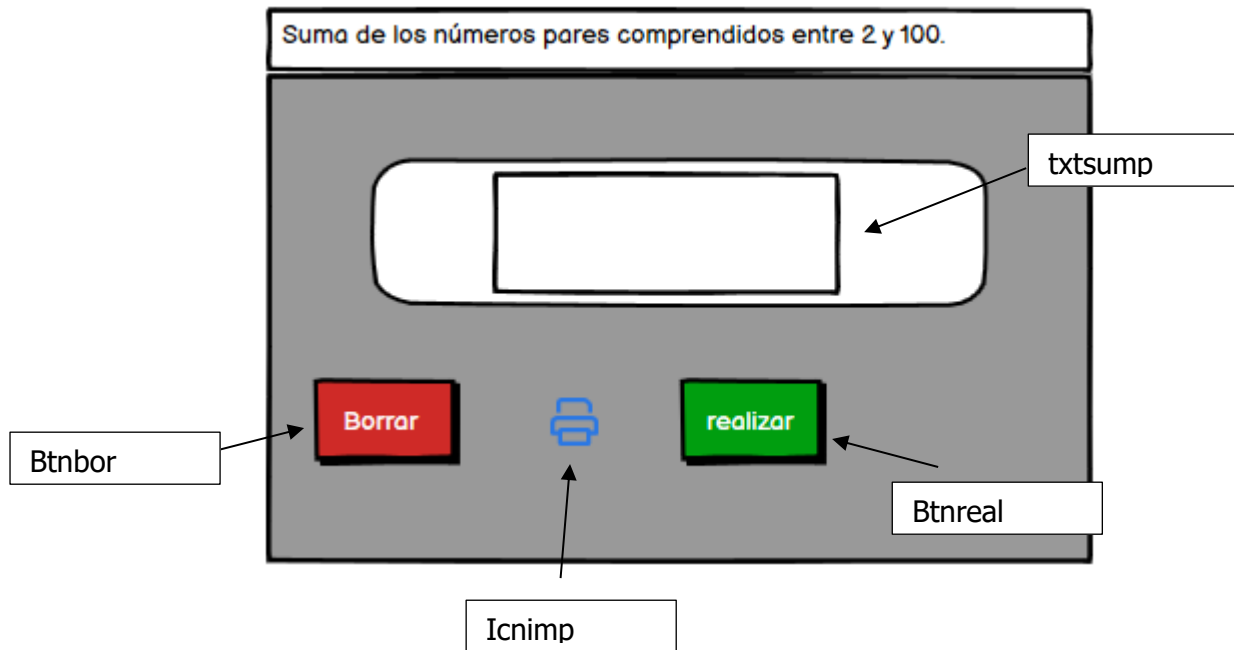 Suma de los números pares comprendidos entre 2 y 100.
txtsump
Borrar
realizar
Btnbor
Btnreal
Icnimp